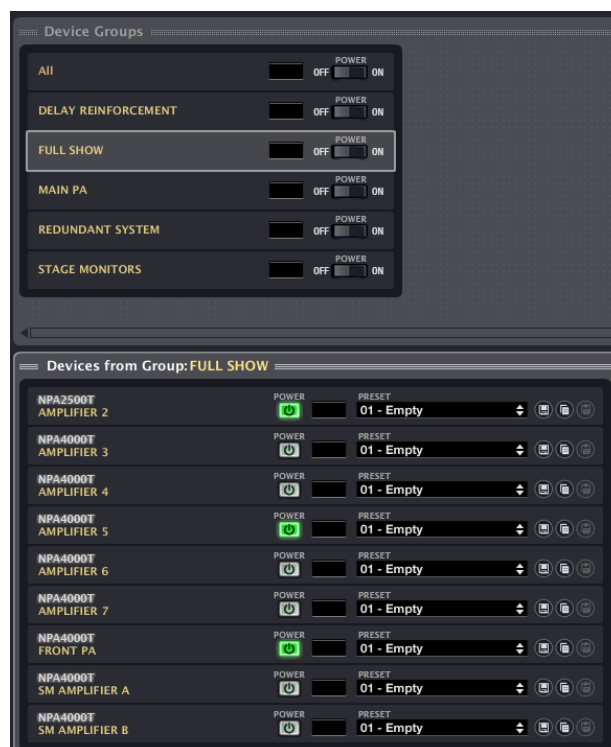 Device Groups
All OFF POWER ON
DELAY REINFORCEMENT OFF POWER ON
FULL SHOW OFF POWER ON
MAIN PA OFF POWER ON
REDUNDANT SYSTEM OFF POWER ON
STAGE MONITORS OFF POWER ON
Devices from Group:FULL SHOW
NPA2500T POWER PRESET
AMPLIFIER 2 01 - Empty
NPA4000T POWER PRESET
AMPLIFIER 3 01 - Empty
NPA4000T POWER PRESET
AMPLIFIER 4 01 - Empty
NPA4000T POWER PRESET
AMPLIFIER 5 01 - Empty
NPA4000T POWER PRESET
AMPLIFIER 6 01 - Empty
NPA4000T POWER PRESET
AMPLIFIER 7 01 - Empty
NPA4000T POWER PRESET
FRONT PA 01 - Empty
NPA4000T POWER PRESET
SM AMPLIFIER A 01 - Empty
NPA4000T POWER PRESET
SM AMPLIFIER B 01 - Empty